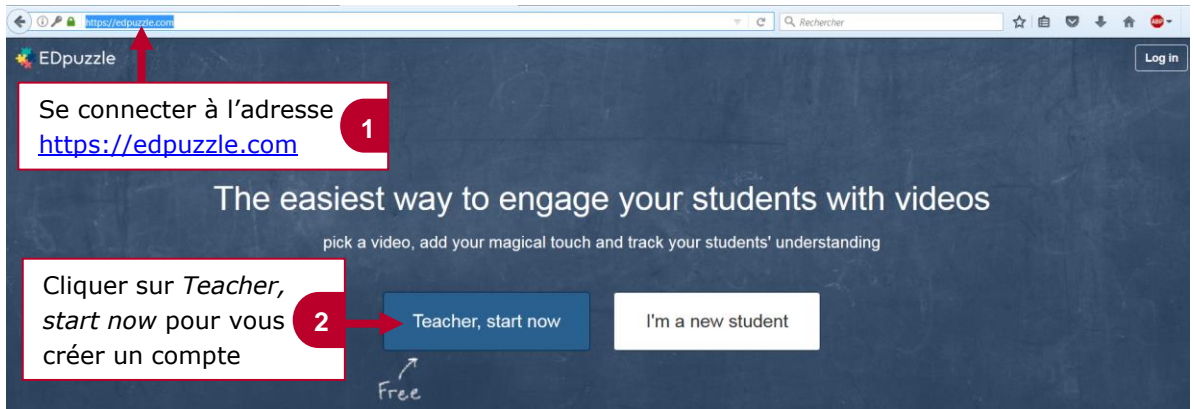 https://edpuzzle.com
Rechercher
EDpuzzle
Log in
Se connecter à l’adresse
https://edpuzzle.com
1
The easiest way to engage your students with videos
pick a video, add your magical touch and track your students' understanding
Cliquer sur Teacher,
start now pour vous
créer un compte
2
Teacher, start now
I'm a new student
Free